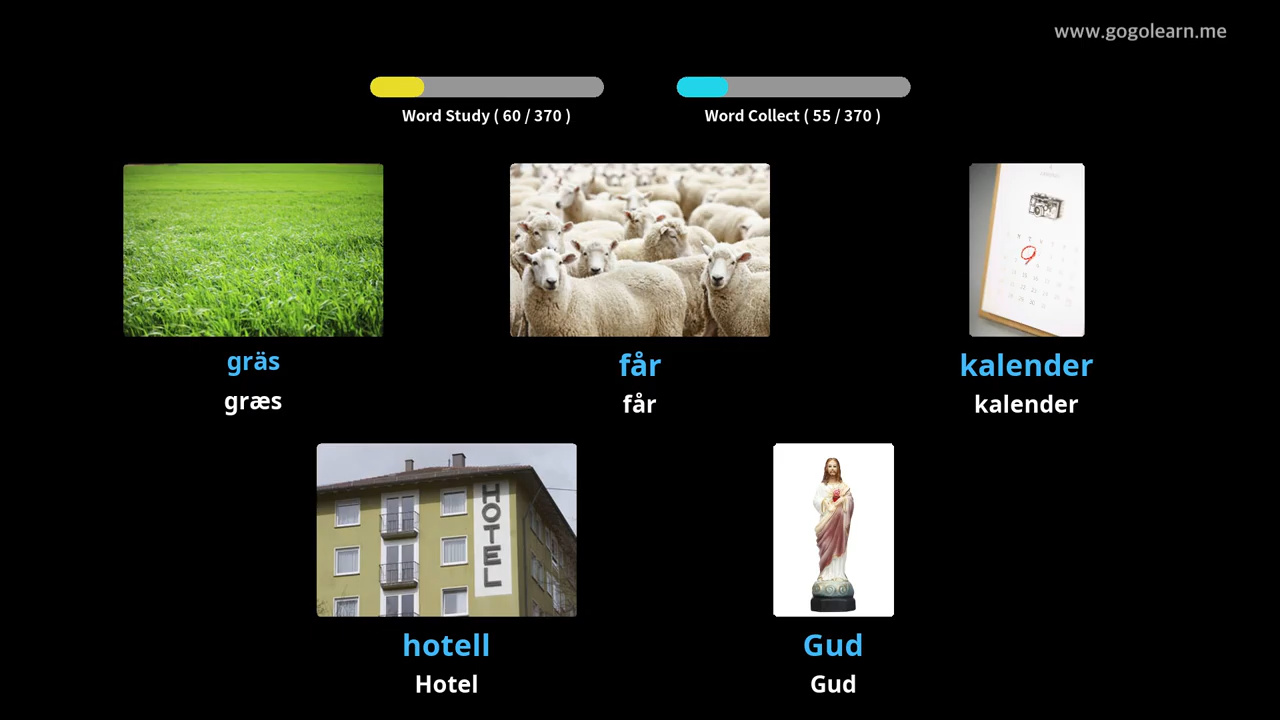 www.gogolearn.me
Word Study ( 60 / 370 )
Word Collect ( 55 / 370 )
gräs
græs
får
får
kalender
kalender
HOTEL
hotell
Hotel
Gud
Gud